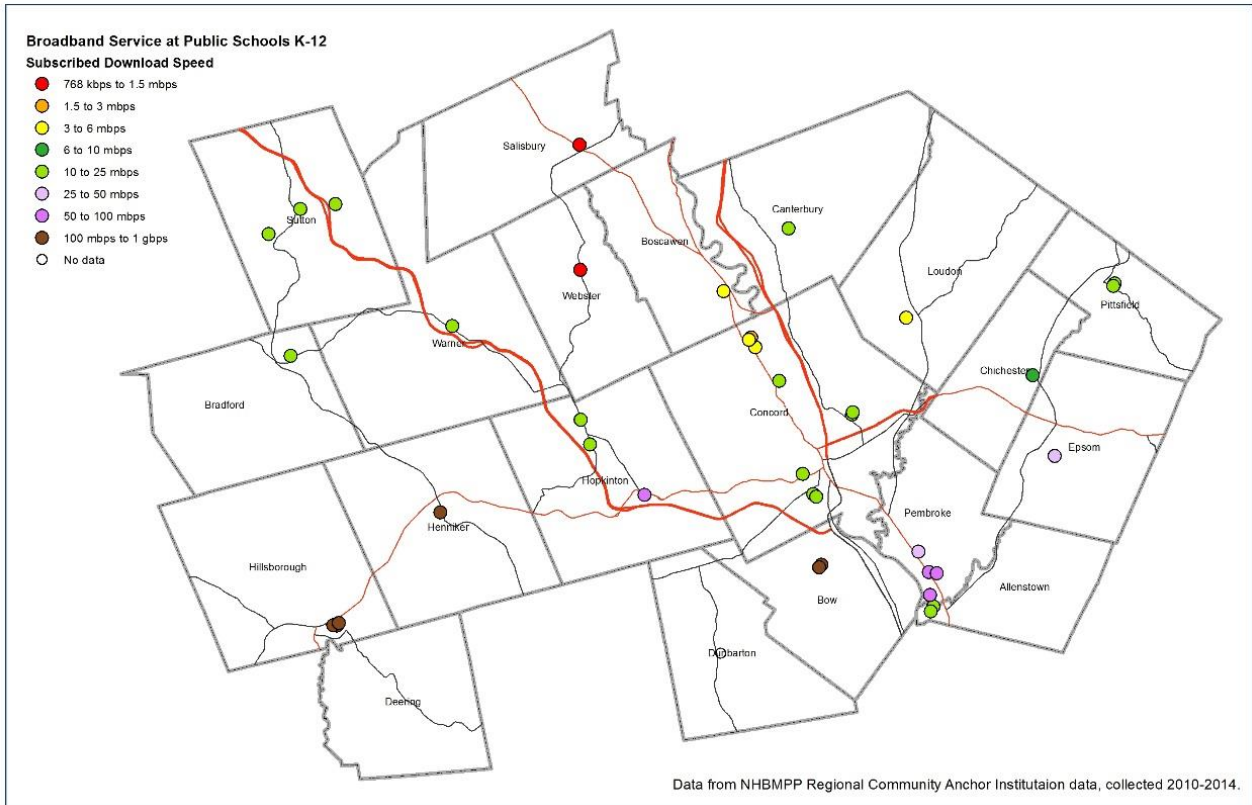 Broadband Service at Public Schools K-12
Subscribed Download Speed
768 kbps to 1.5 mbps
1.5 to 3 mbps
3 to 6 mbps
6 to 10 mbps
10 to 25 mbps
25 to 50 mbps
50 to 100 mbps
100 mbps to 1 gbps
No data
Salisbury
Canterbury
Sutton
Boscawen
Loudon
Webster
Pittsfield
Warner
Chichester
Bradford
Concord
Epsom
Hopkinton
Pembroke
Henniker
Hillsborough
Allenstown
Bow
Dunbarton
Deering
Data from NHBMPP Regional Community Anchor Institutaion data, collected 2010-2014.